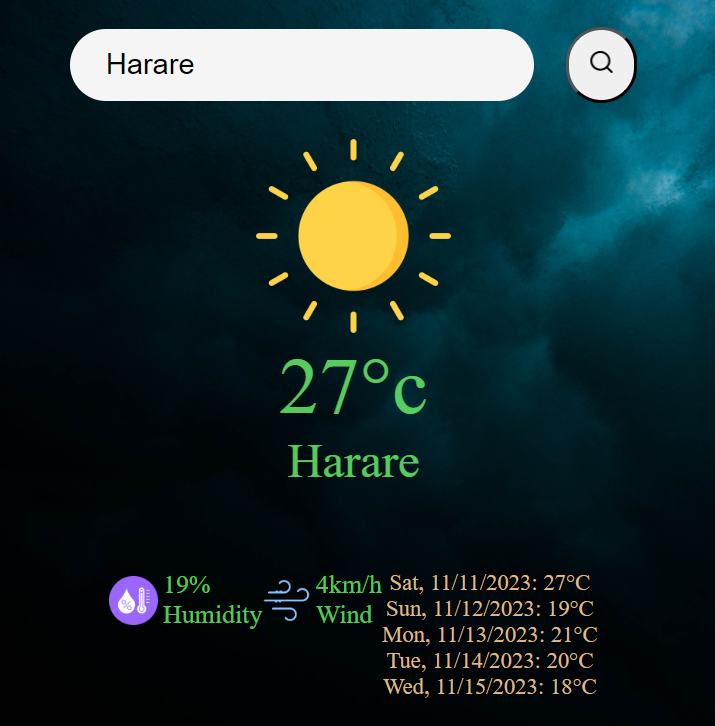 Harare
27°c
Harare
19%
Humidity
4km/h
Wind
Sat, 11/11/2023: 27°C
Sun, 11/12/2023: 19°C
Mon, 11/13/2023: 21°C
Tue, 11/14/2023: 20°C
Wed, 11/15/2023: 18°C